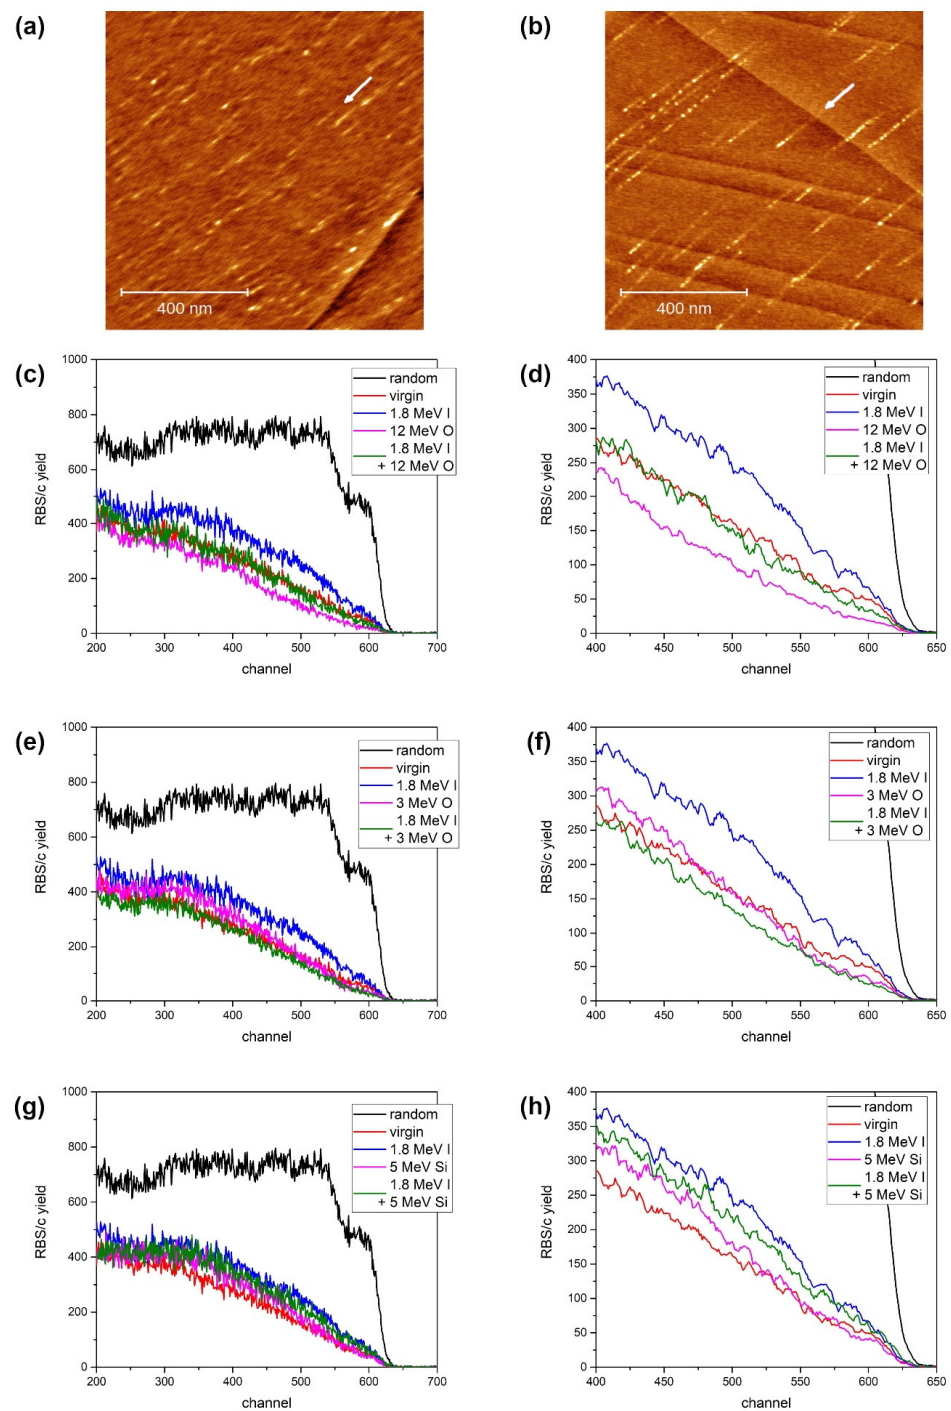 (a)
(b)
400 nm
400 nm
(c)
1000
800
600
400
200
0
RBS/c yield
200 300 400 500 600 700
channel
random
virgin
1.8 MeV I
12 MeV O
1.8 MeV I
+ 12 MeV O
(d)
400
350
300
250
200
150
100
50
0
RBS/c yield
400 450 500 550 600 650
channel
random
virgin
1.8 MeV I
12 MeV O
1.8 MeV I
+ 12 MeV O
(e)
1000
800
600
400
200
0
RBS/c yield
200 300 400 500 600 700
channel
random
virgin
1.8 MeV I
3 MeV O
1.8 MeV I
+ 3 MeV O
(f)
400
350
300
250
200
150
100
50
0
RBS/c yield
400 450 500 550 600 650
channel
random
virgin
1.8 MeV I
3 MeV O
1.8 MeV I
+ 3 MeV O
(g)
1000
800
600
400
200
0
RBS/c yield
200 300 400 500 600 700
channel
random
virgin
1.8 MeV I
5 MeV Si
1.8 MeV I
+ 5 MeV Si
(h)
400
350
300
250
200
150
100
50
0
RBS/c yield
400 450 500 550 600 650
channel
random
virgin
1.8 MeV I
5 MeV Si
1.8 MeV I
+ 5 MeV Si